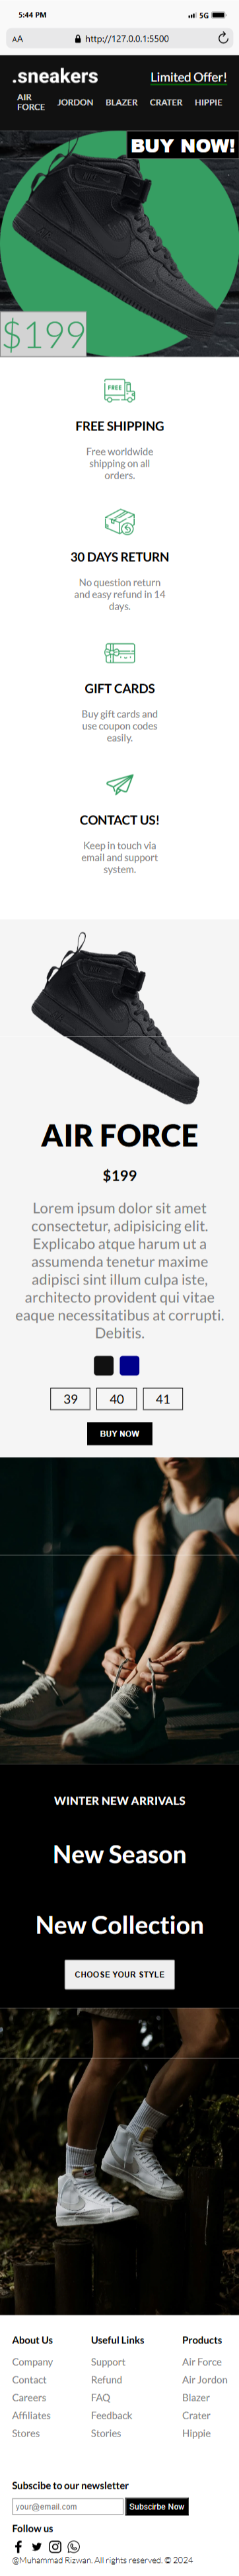 5:44 PM
5G
AA
http://127.0.0.1:5500
.sneakers
Limited Offer!
AIR
FORCE
JORDON
BLAZER
CRATER
HIPPIE
BUY NOW!
$199
FREE
FREE SHIPPING
Free worldwide
shipping on all
orders.
30 DAYS RETURN
No question return
and easy refund in 14
days.
GIFT CARDS
Buy gift cards and
use coupon codes
easily.
CONTACT US!
Keep in touch via
email and support
system.
AIR FORCE
$199
Lorem ipsum dolor sit amet
consectetur, adipisicing elit.
Explicabo atque harum ut a
assumenda tenetur maxime
adipisci sint illum culpa iste,
architecto provident qui vitae
eaque necessitatibus at corrupti.
Debitis.
39
40
41
BUY NOW
WINTER NEW ARRIVALS
New Season
New Collection
CHOOSE YOUR STYLE
About Us
Useful Links
Products
Company
Support
Air Force
Contact
Refund
Air Jordon
Careers
FAQ
Blazer
Affiliates
Feedback
Crater
Stores
Stories
Hippie
Subscibe to our newsletter
your@email.com
Subscirbe Now
Follow us
@Muhammad Rizwan. All rights reserved. © 2024